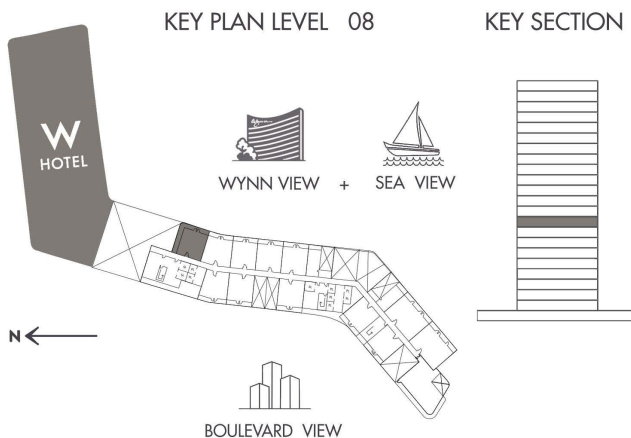 KEY PLAN LEVEL 08
KEY SECTION
W
HOTEL
WYNN VIEW + SEA VIEW
N
BOULEVARD VIEW